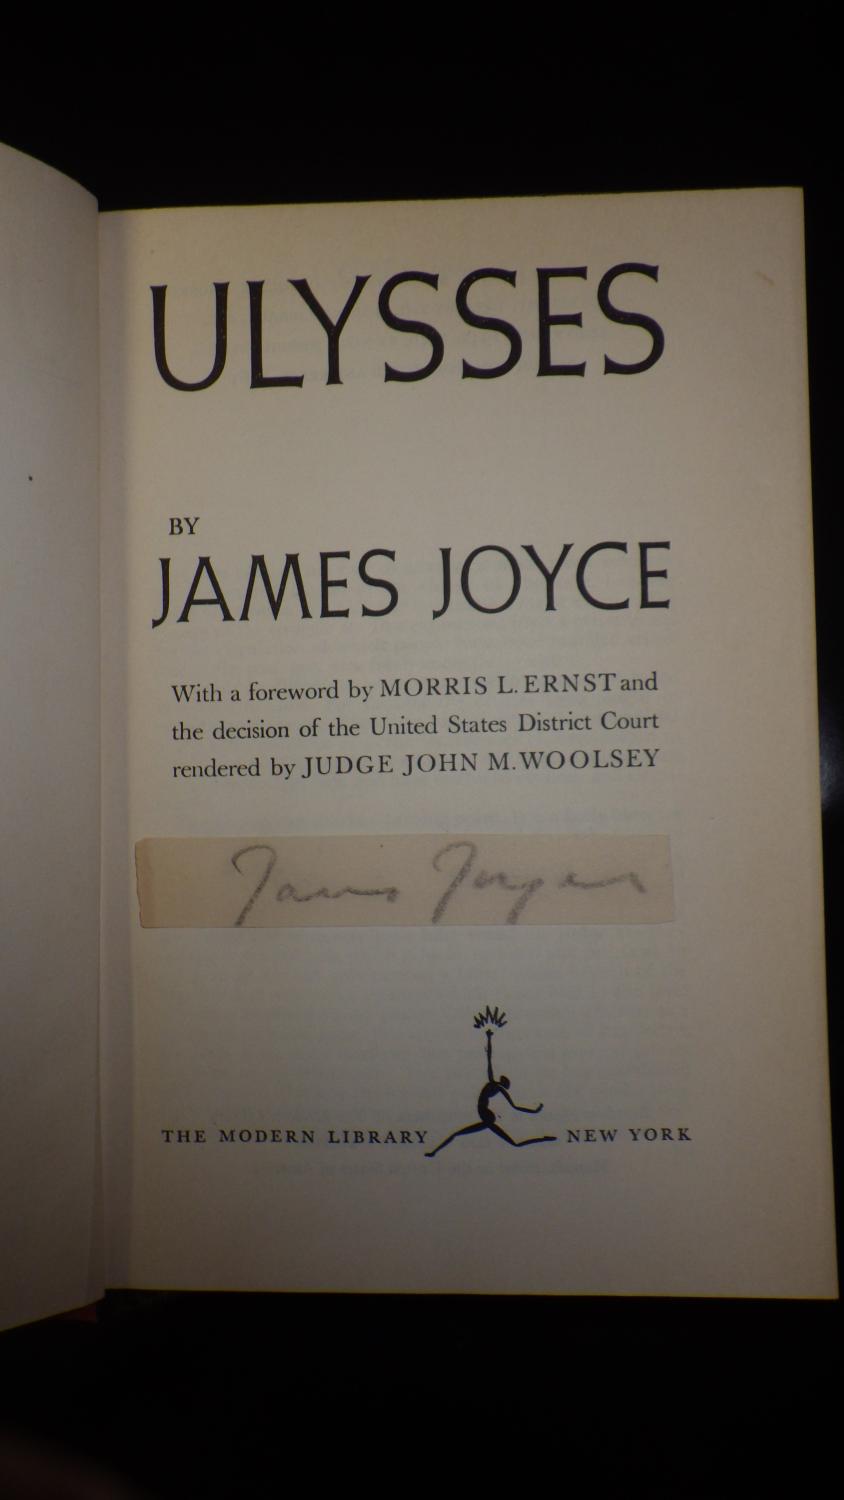 ULYSSES
BY
JAMES JOYCE
With a foreword by MORRIS L. ERNST and
the decision of the United States District Court
rendered by JUDGE JOHN M. WOOLSEY
James
THE MODERN LIBRARY NEW YORK